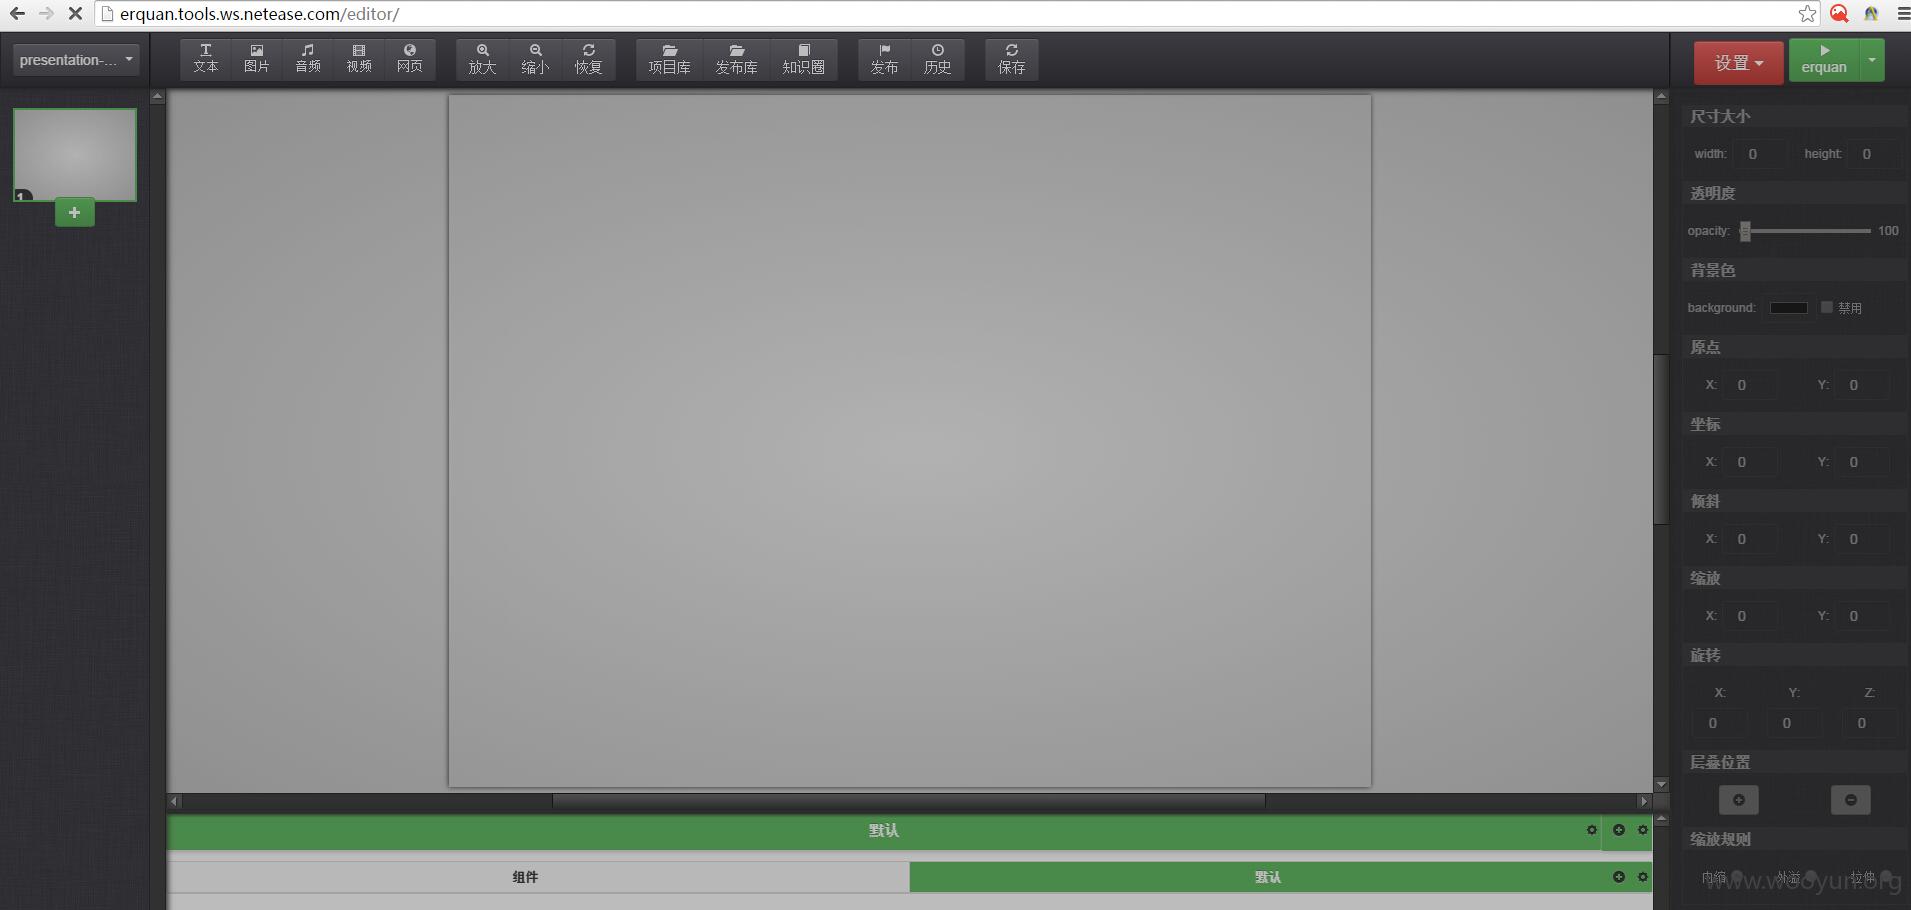 erquan.tools.ws.netease.com/editor/
presentation-...
文本 图片 音频 视频 网页 放大 缩小 恢复 项目库 发布库 知识圈 发布 历史 保存
设置
erquan
1
尺寸大小
width: 0 height: 0
透明度
opacity: 100
背景色
background: 禁用
原点
X: 0 Y: 0
坐标
X: 0 Y: 0
倾斜
X: 0 Y: 0
缩放
X: 0 Y: 0
旋转
X: Y: Z:
0 0 0
层叠位置
缩放规则
内缩 外溢 拉伸
www.wooyun.org
默认
组件 默认